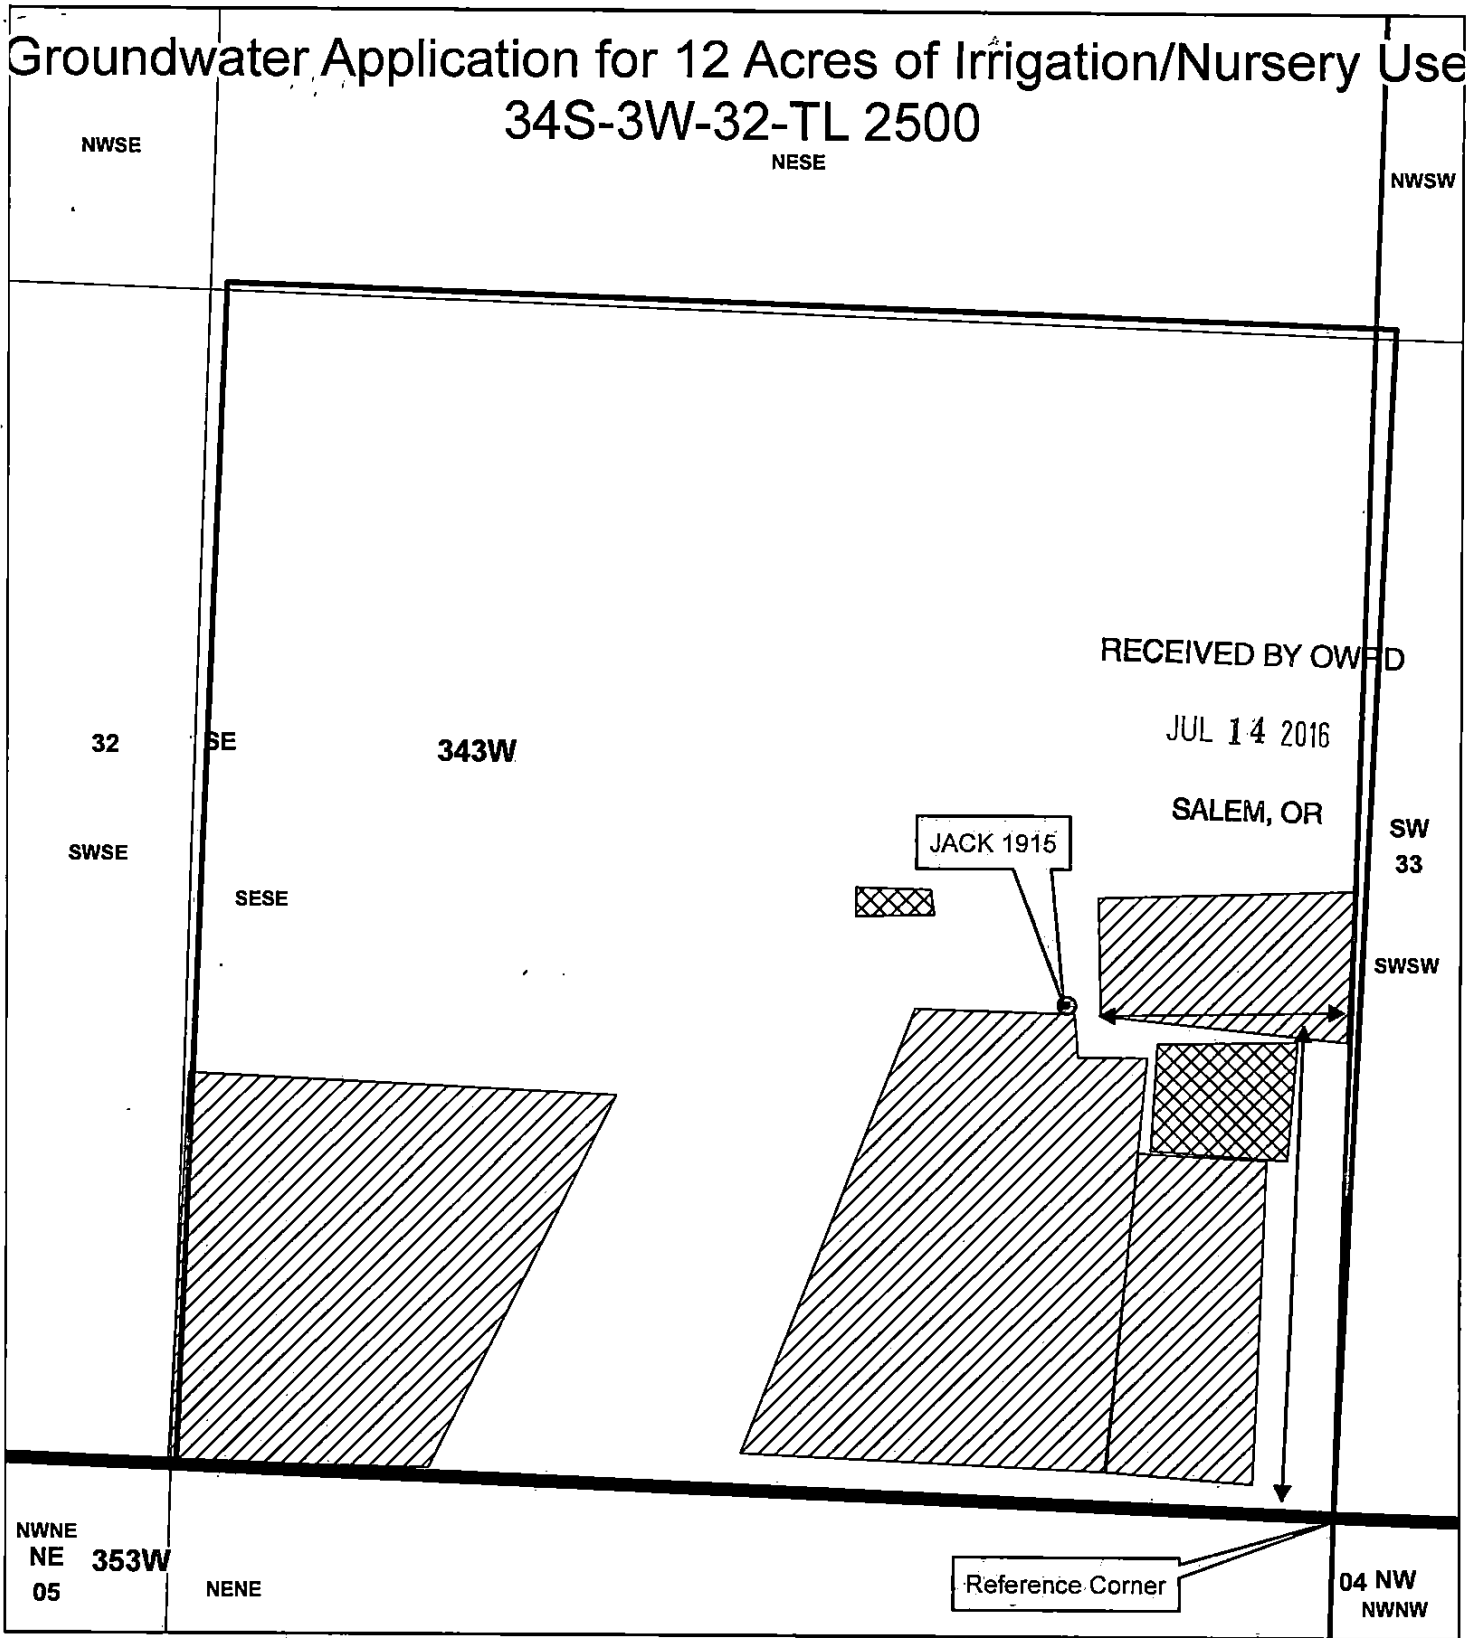 Groundwater Application for 12 Acres of Irrigation/Nursery Use
34S-3W-32-TL 2500
NWSE
NESE
NWSW
RECEIVED BY OWRD
JUL 14 2016
SALEM, OR
32
SE
343W
JACK 1915
SW
33
SWSE
SESE
SWSW
NWNE
NE
353W
05
NENE
Reference Corner
04 NW
NWNW